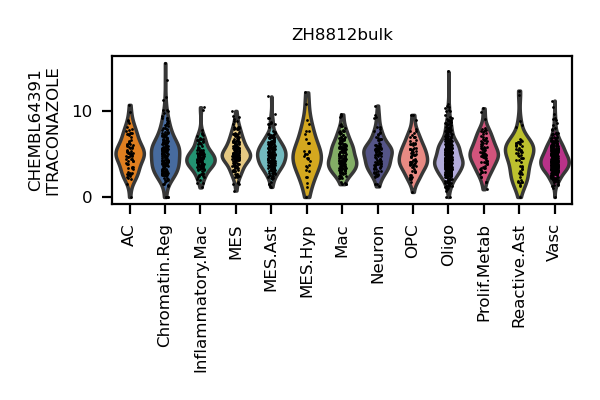 ZH8812bulk
CHEMBL64391
ITRACONAZOLE
10
0
AC
Chromatin.Reg
Inflammatory.Mac
MES
MES.Ast
MES.Hyp
Mac
Neuron
OPC
Oligo
Prolif.Metab
Reactive.Ast
Vasc